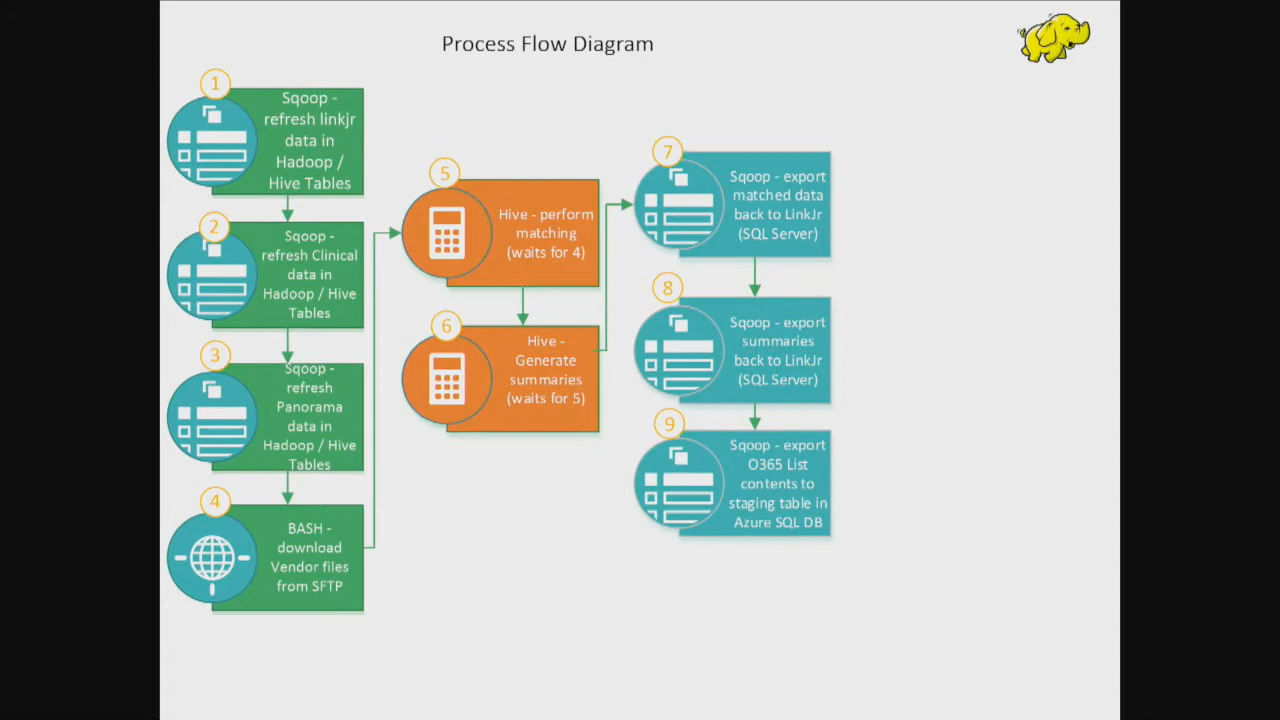 Process Flow Diagram
1
Sqoop -
refresh linkjr
data in
Hadoop /
Hive Tables
2
Sqoop -
refresh Clinical
data in
Hadoop / Hive
Tables
3
Sqoop -
refresh
Panorama
data in
Hadoop / Hive
Tables
4
BASH -
download
Vendor files
from SFTP
5
Hive - perform
matching
(waits for 4)
6
Hive -
Generate
summaries
(waits for 5)
7
Sqoop - export
matched data
back to LinkJr
(SQL Server)
8
Sqoop - export
summaries
back to LinkJr
(SQL Server)
9
Sqoop - export
O365 List
contents to
staging table in
Azure SQL DB